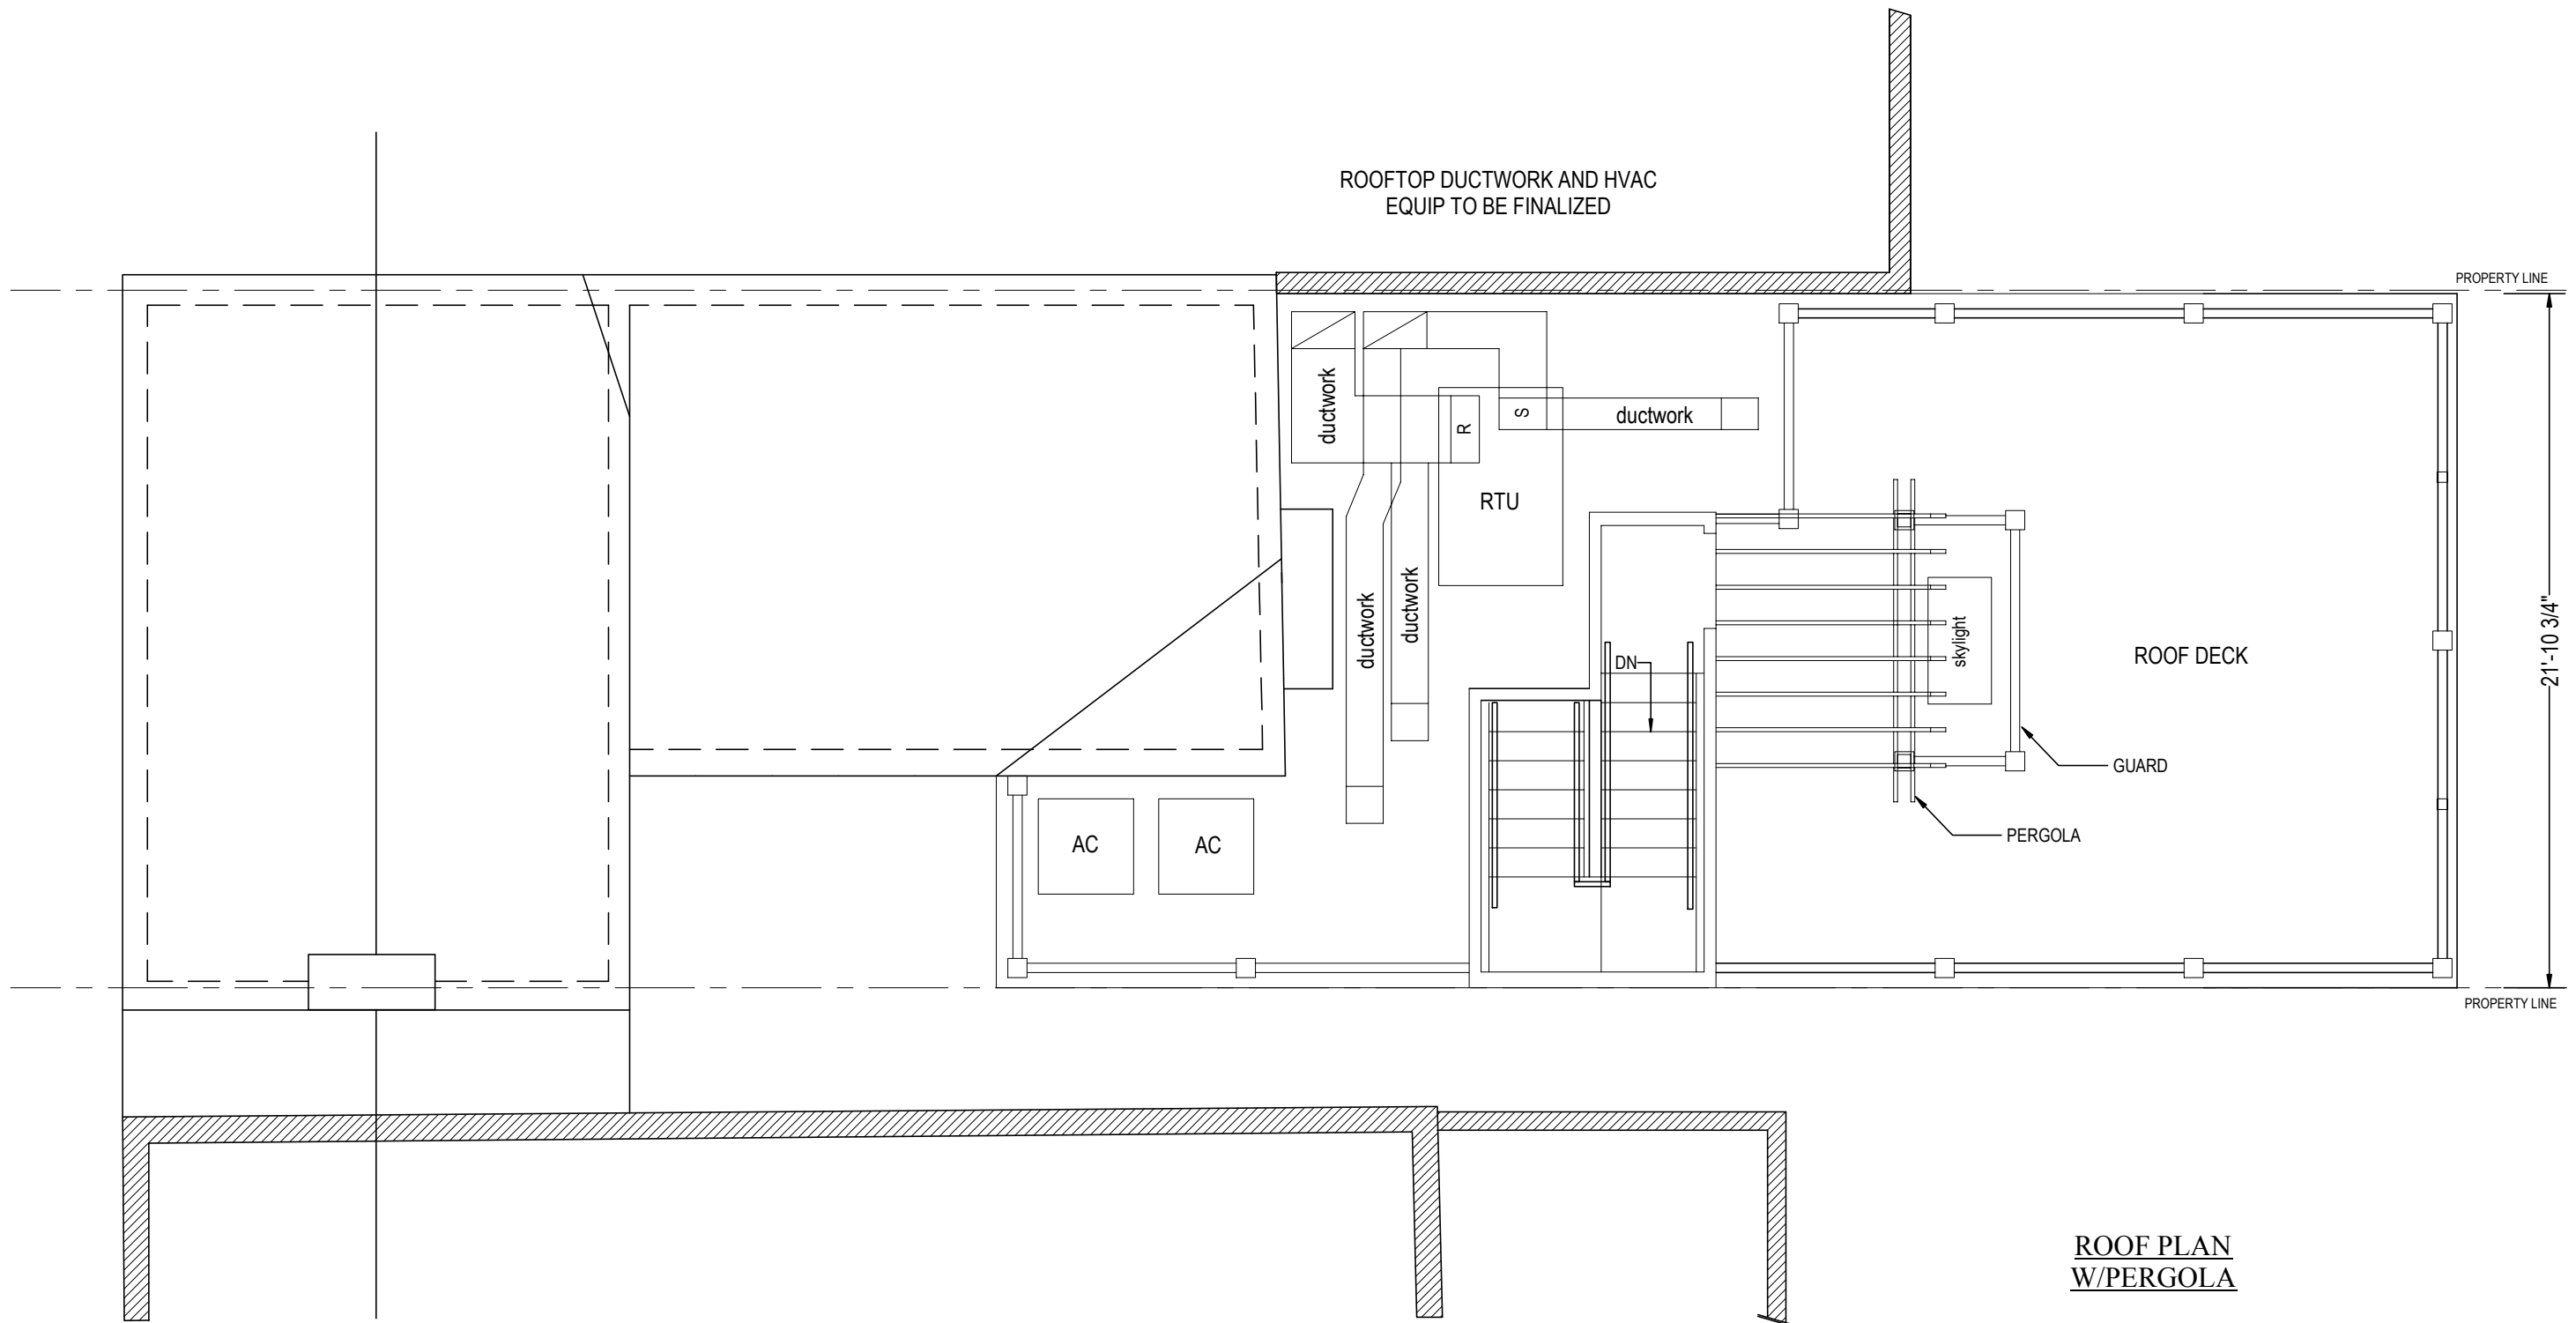 ROOFTOP DUCTWORK AND HVAC
EQUIP TO BE FINALIZED
PROPERTY LINE
ductwork
R
S
ductwork
RTU
ductwork
ductwork
DN
skylight
ROOF DECK
21'-10 3/4"
GUARD
PERGOLA
AC
AC
PROPERTY LINE
ROOF PLAN
W/PERGOLA